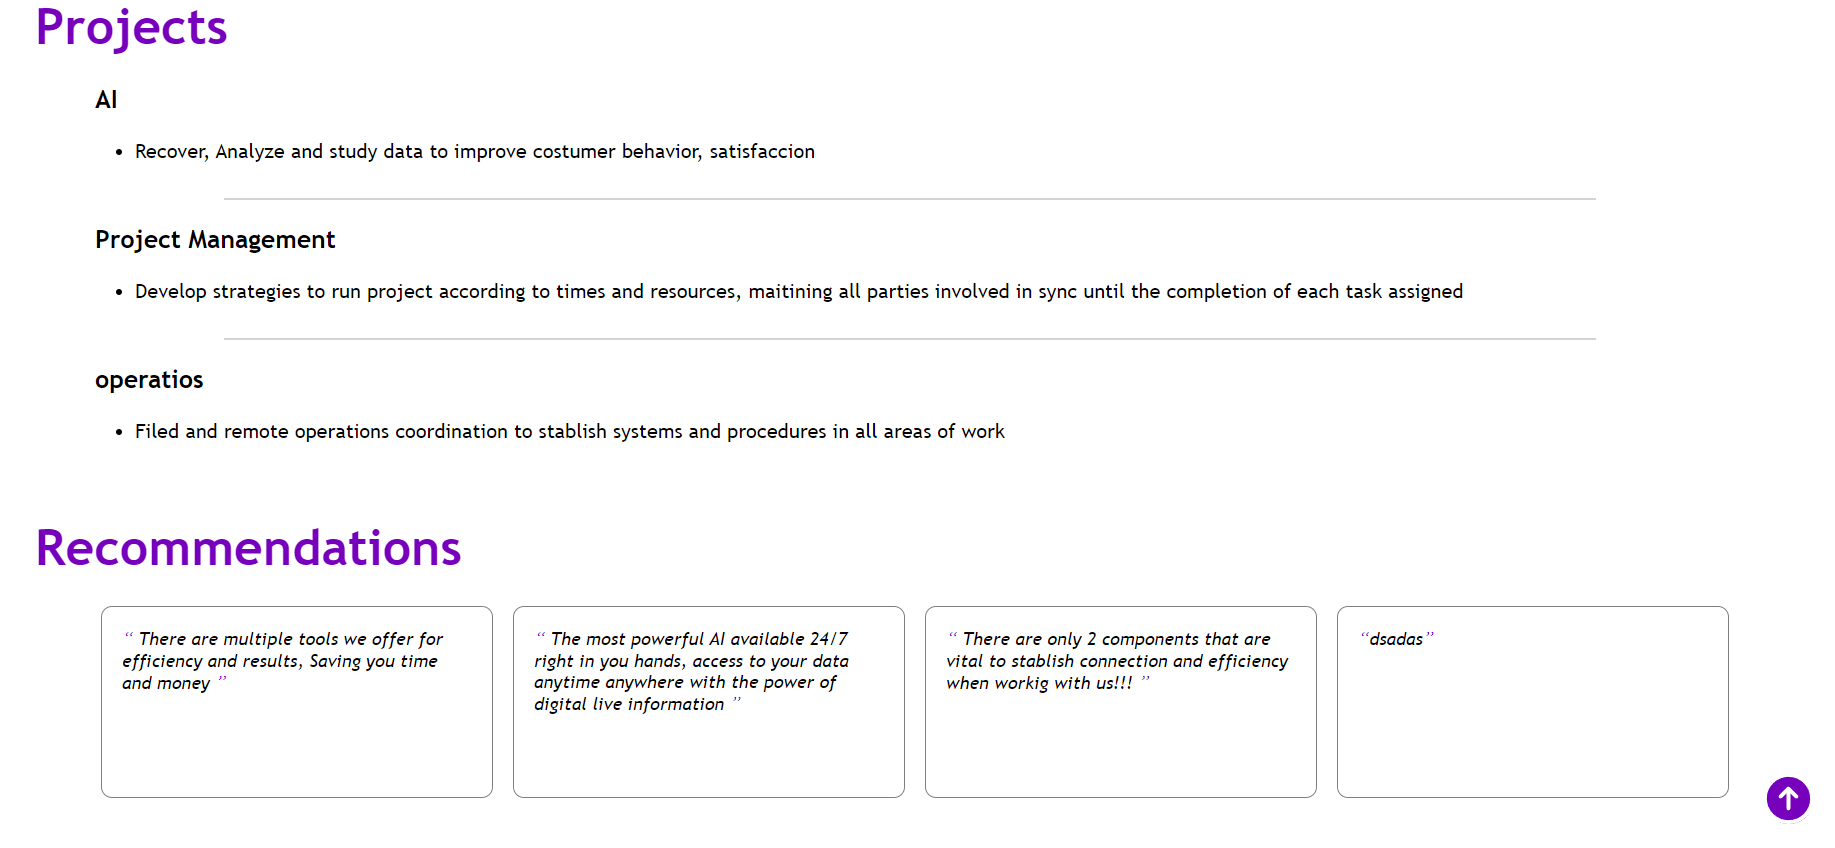 Projects
AI
• Recover, Analyze and study data to improve costumer behavior, satisfaccion
Project Management
• Develop strategies to run project according to times and resources, maitining all parties involved in sync until the completion of each task assigned
operatios
• Filed and remote operations coordination to stablish systems and procedures in all areas of work
Recommendations
“ There are multiple tools we offer for
efficiency and results, Saving you time
and money ”
“ The most powerful AI available 24/7
right in you hands, access to your data
anytime anywhere with the power of
digital live information ”
“ There are only 2 components that are
vital to stablish connection and efficiency
when workig with us!!! ”
“dsadas”